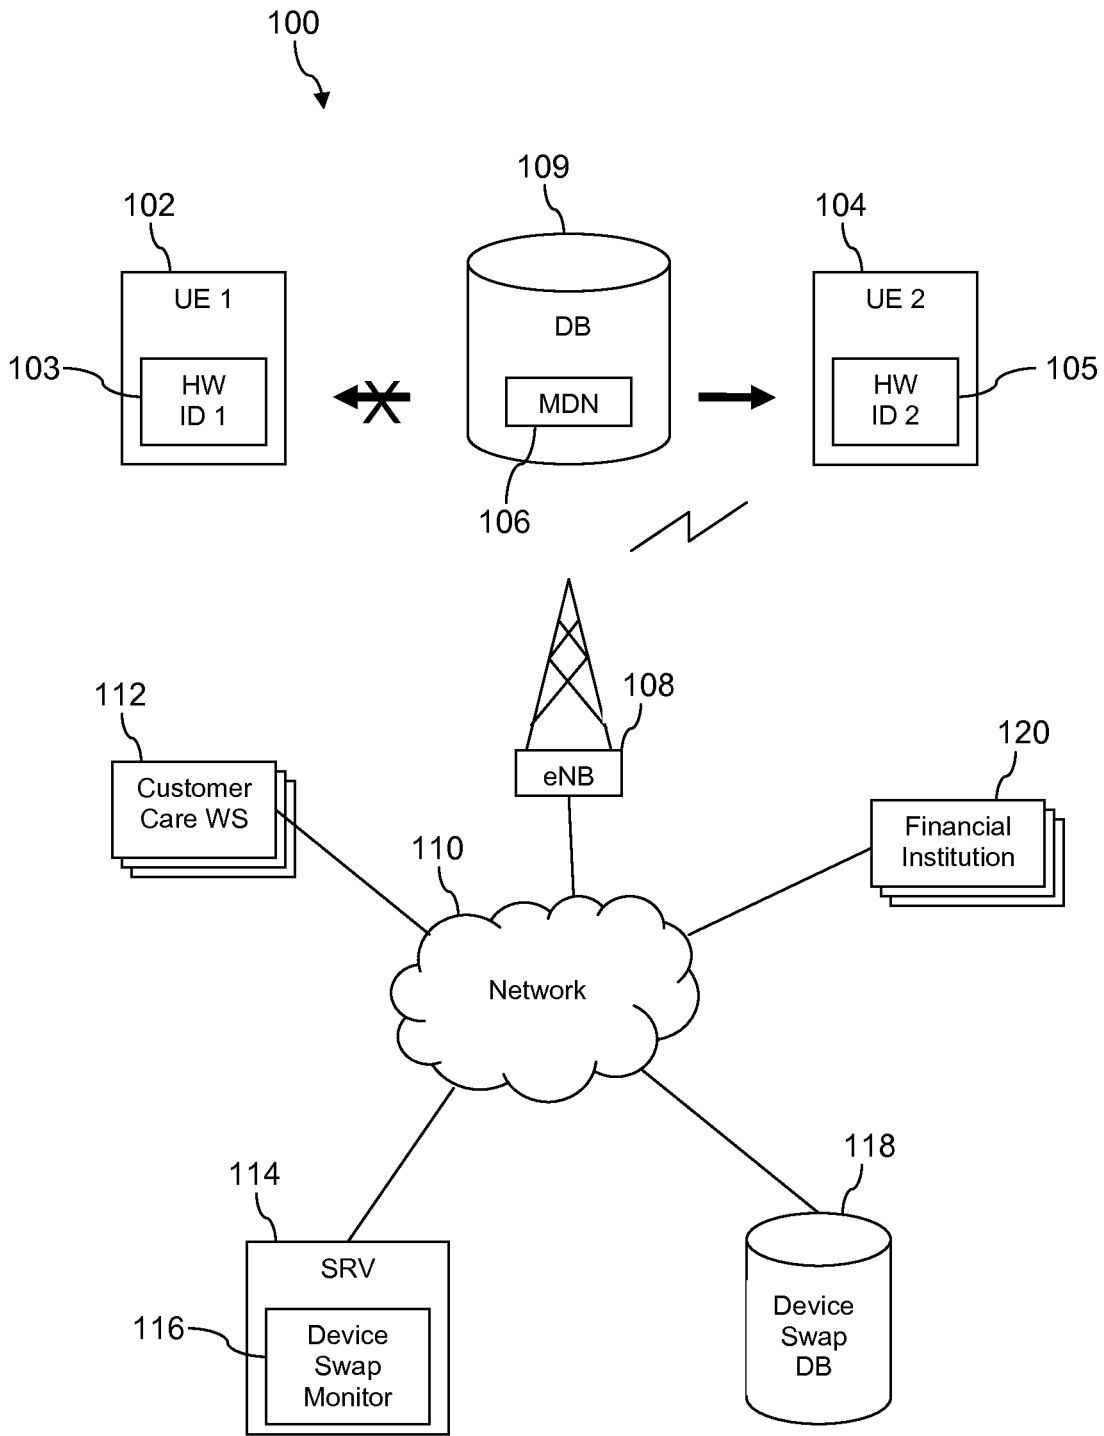 100
109
102
104
UE 1
UE 2
DB
103
HW
ID 1
MDN
HW
ID 2
105
106
112
108
120
Customer
Care WS
eNB
Financial
Institution
110
Network
118
114
SRV
116
Device
Swap
Monitor
Device
Swap
DB